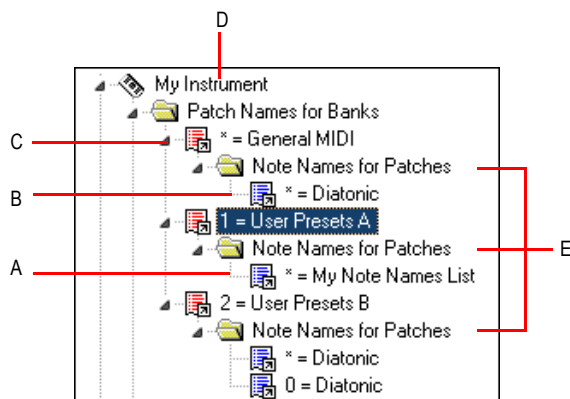 D
My Instrument
Patch Names for Banks
C
* = General MIDI
Note Names for Patches
B
* = Diatonic
1 = User Presets A
E
Note Names for Patches
A
* = My Note Names List
2 = User Presets B
Note Names for Patches
* = Diatonic
0 = Diatonic